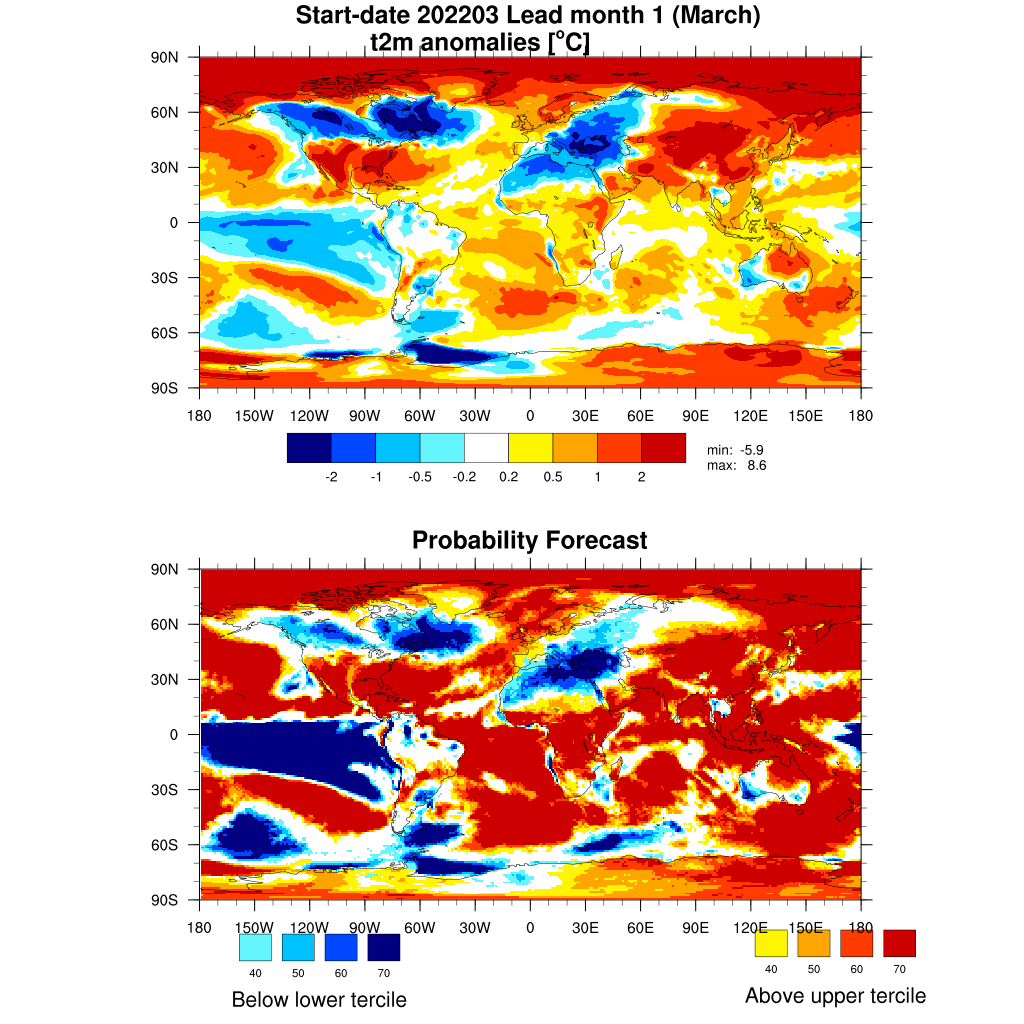 Start-date 202203 Lead month 1 (March)
t2m anomalies [°C]
90N
60N
30N
0
30S
60S
90S
180 150W 120W 90W 60W 30W 0 30E 60E 90E 120E 150E 180
-2 -1 -0.5 -0.2 0.2 0.5 1 2
min: -5.9
max: 8.6
Probability Forecast
90N
60N
30N
0
30S
60S
90S
180 150W 120W 90W 60W 30W 0 30E 60E 90E 120E 150E 180
40 50 60 70
Below lower tercile
40 50 60 70
Above upper tercile